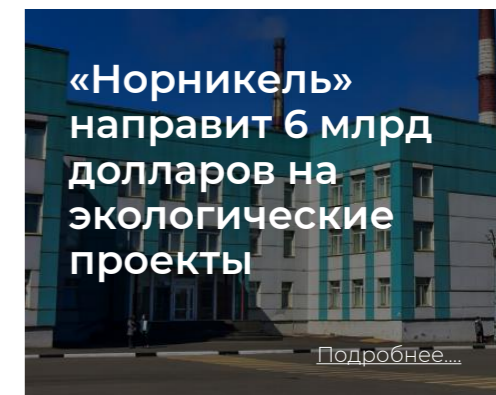 «Норникель»
направит 6 млрд
долларов на
экологические
проекты
Подробнее....